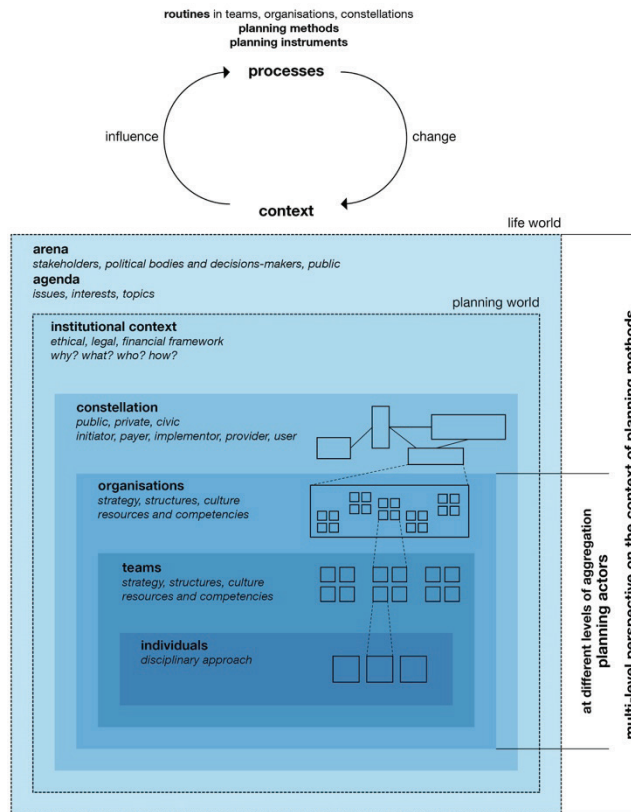 routines in teams, organisations, constellations
planning methods
planning instruments
processes
influence
change
context
life world
arena
stakeholders, political bodies and decisions-makers, public
agenda
issues, interests, topics
planning world
institutional context
ethical, legal, financial framework
why? what? who? how?
constellation
public, private, civic
initiator, payer, implementor, provider, user
organisations
strategy, structures, culture
resources and competencies
teams
strategy, structures, culture
resources and competencies
individuals
disciplinary approach
at different levels of aggregation
planning actors
multi-level perspective on the context of planning methods